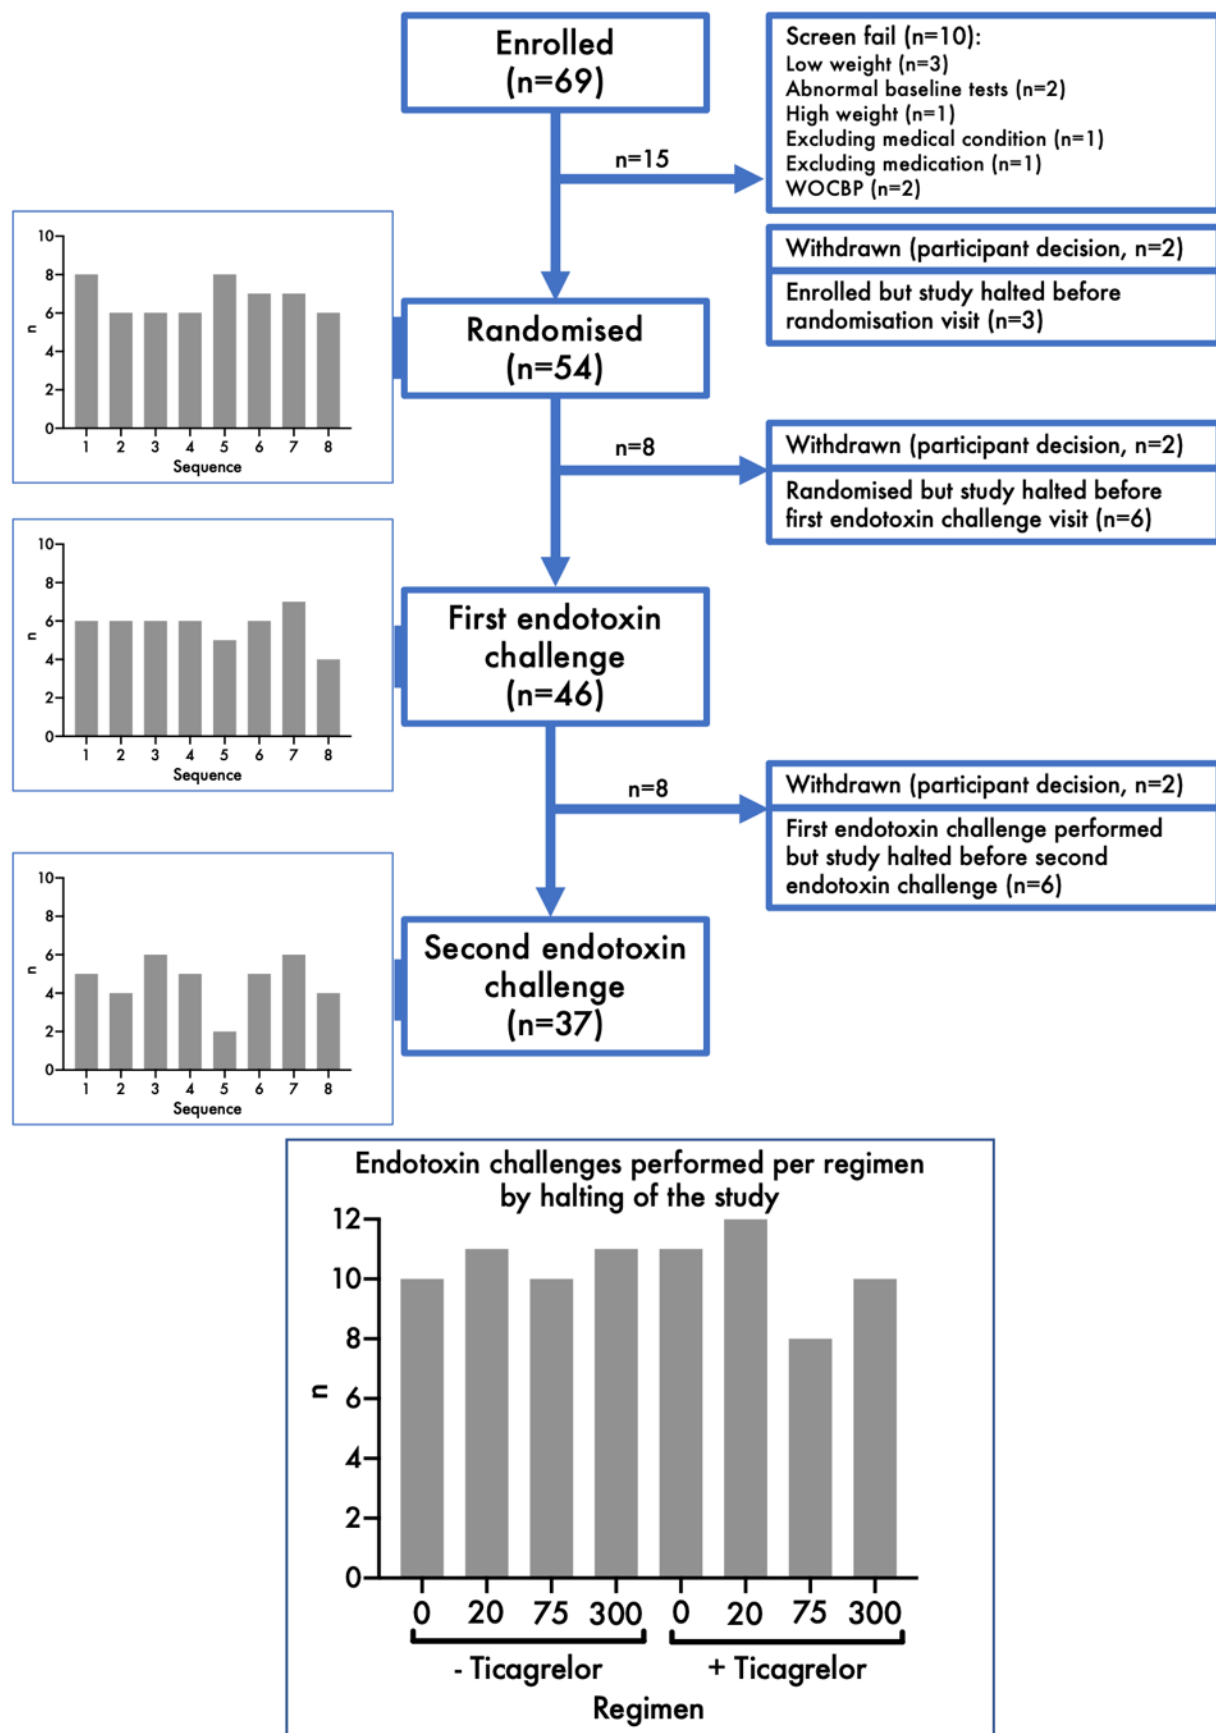 Enrolled
(n=69)
Screen fail (n=10):
Low weight (n=3)
Abnormal baseline tests (n=2)
High weight (n=1)
Excluding medical condition (n=1)
Excluding medication (n=1)
WOCBP (n=2)
n=15
Withdrawn (participant decision, n=2)
Enrolled but study halted before
randomisation visit (n=3)
10
8
6
4
2
0
n
1 2 3 4 5 6 7 8
Sequence
Randomised
(n=54)
n=8
Withdrawn (participant decision, n=2)
Randomised but study halted before
first endotoxin challenge visit (n=6)
10
8
6
4
2
0
n
1 2 3 4 5 6 7 8
Sequence
First endotoxin
challenge
(n=46)
n=8
Withdrawn (participant decision, n=2)
First endotoxin challenge performed
but study halted before second
endotoxin challenge (n=6)
10
8
6
4
2
0
n
1 2 3 4 5 6 7 8
Sequence
Second endotoxin
challenge
(n=37)
Endotoxin challenges performed per regimen
by halting of the study
12
10
8
6
4
2
0
n
0 20 75 300 0 20 75 300
- Ticagrelor + Ticagrelor
Regimen